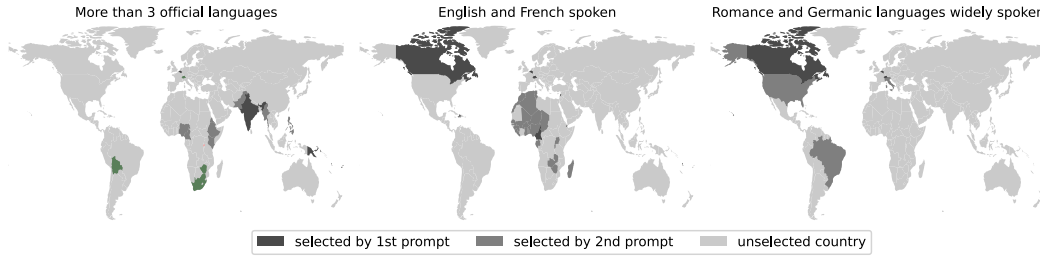 More than 3 official languages
English and French spoken
Romance and Germanic languages widely spoken
selected by 1st prompt
selected by 2nd prompt
unselected country